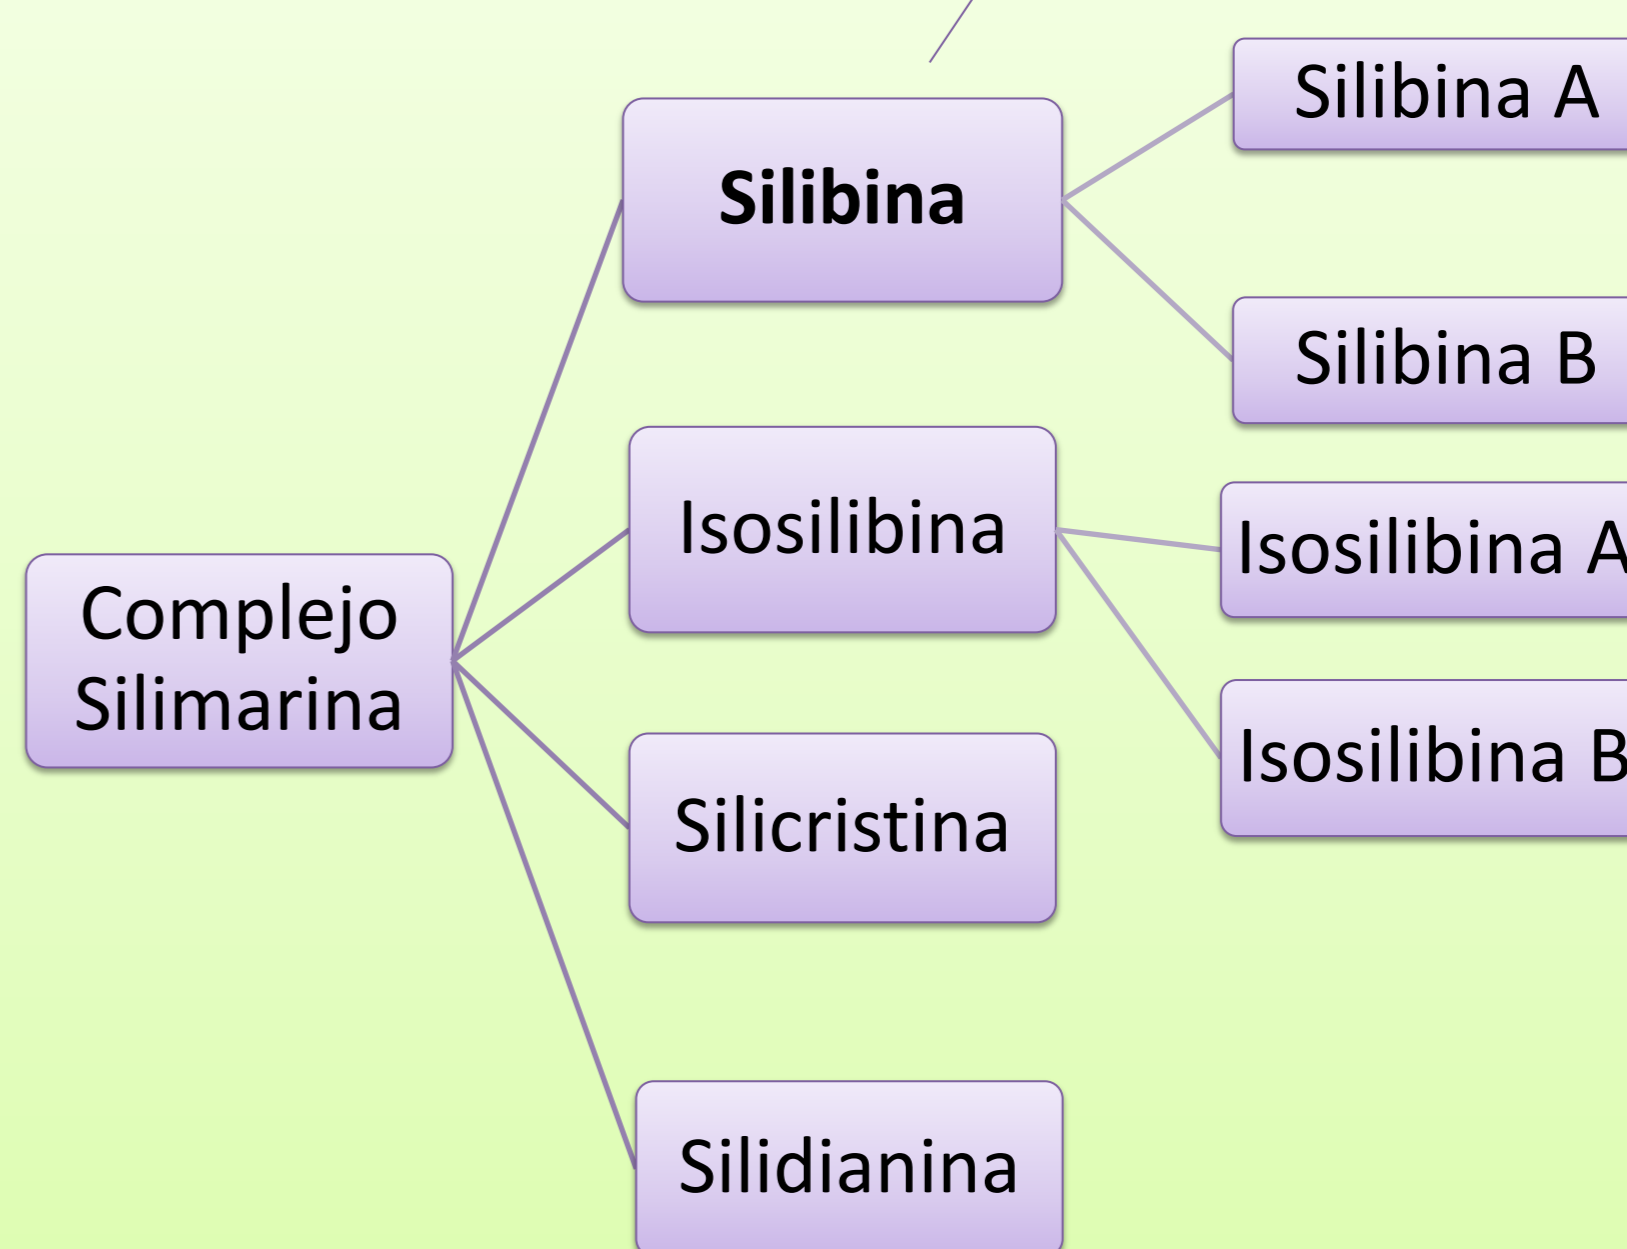 Silibina A
Silibina
Silibina B
Isosilibina
Isosilibina A
Complejo
Silimarina
Isosilibina B
Silicristina
Silidianina